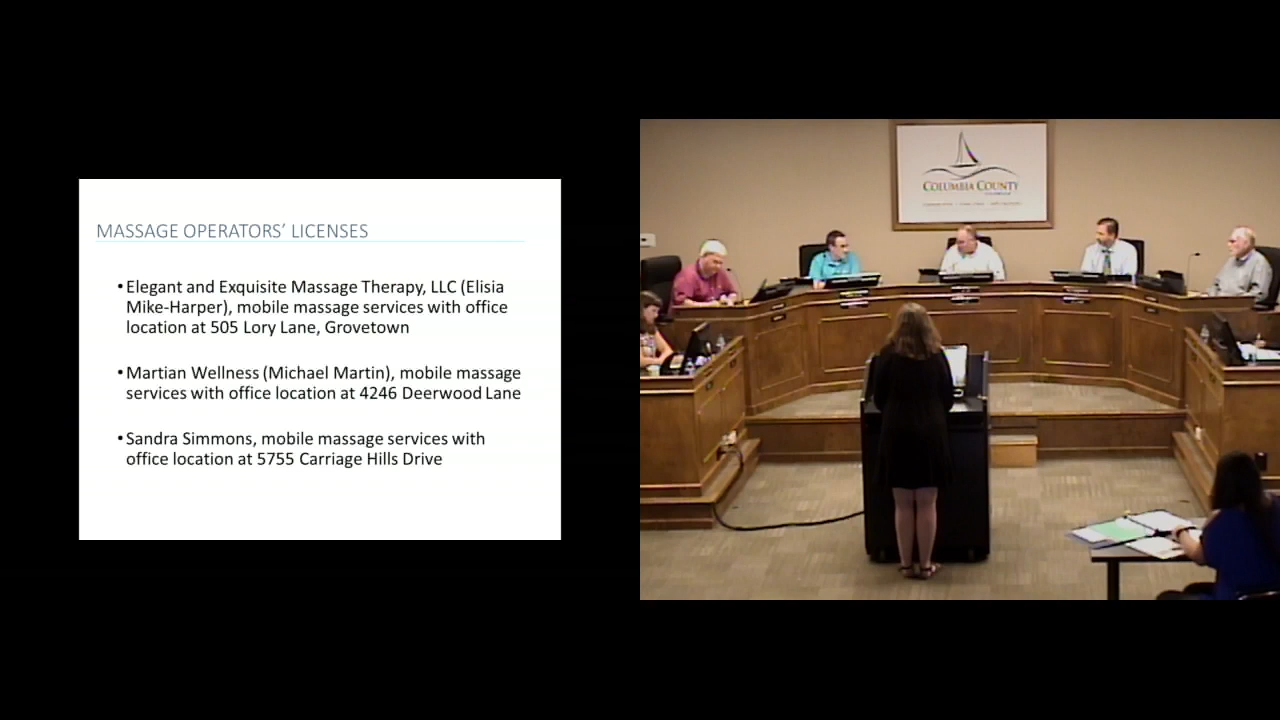 MASSAGE OPERATORS’ LICENSES
•Elegant and Exquisite Massage Therapy, LLC (Elisia
Mike-Harper), mobile massage services with office
location at 505 Lory Lane, Grovetown
•Martian Wellness (Michael Martin), mobile massage
services with office location at 4246 Deerwood Lane
•Sandra Simmons, mobile massage services with
office location at 5755 Carriage Hills Drive
COLUMBIA COUNTY